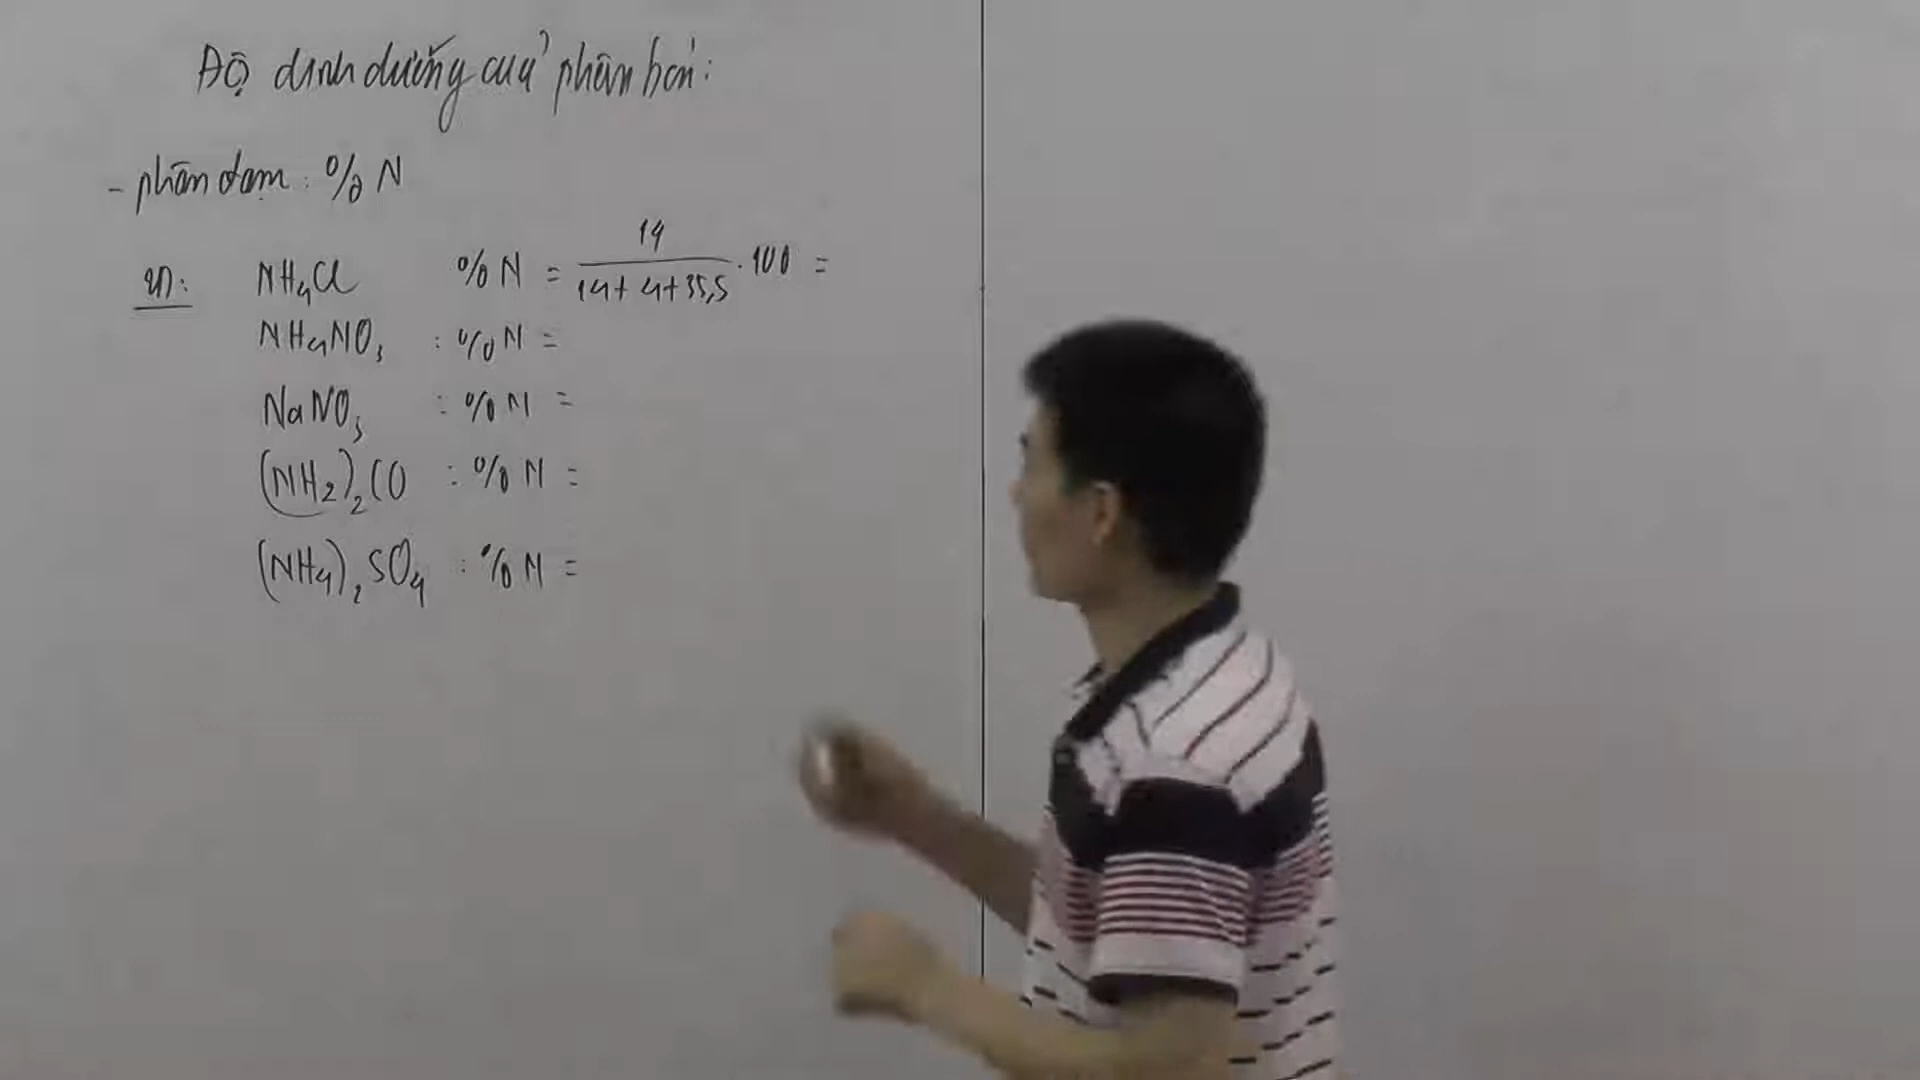 Độ dinh dưỡng của phân bón:
- phân đạm: % N
VD: NH₄Cl % N = 14 / (14 + 4 + 35,5) . 100 =
NH₄NO₃ : % N =
NaNO₃ : % N =
(NH₂)₂CO : % N =
(NH₄)₂SO₄ : % N =